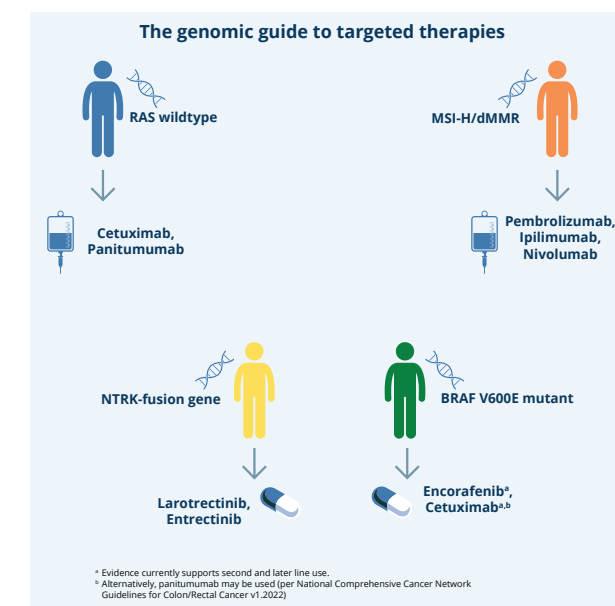 The genomic guide to targeted therapies
RAS wildtype
MSI-H/dMMR
Cetuximab,
Panitumumab
Pembrolizumab,
Ipilimumab,
Nivolumab
NTRK-fusion gene
BRAF V600E mutant
Larotrectinib,
Entrectinib
Encorafenibᵃ,
Cetuximabᵃ,ᵇ
ᵃ Evidence currently supports second and later line use.
ᵇ Alternatively, panitumumab may be used (per National Comprehensive Cancer Network
Guidelines for Colon/Rectal Cancer v1.2022)